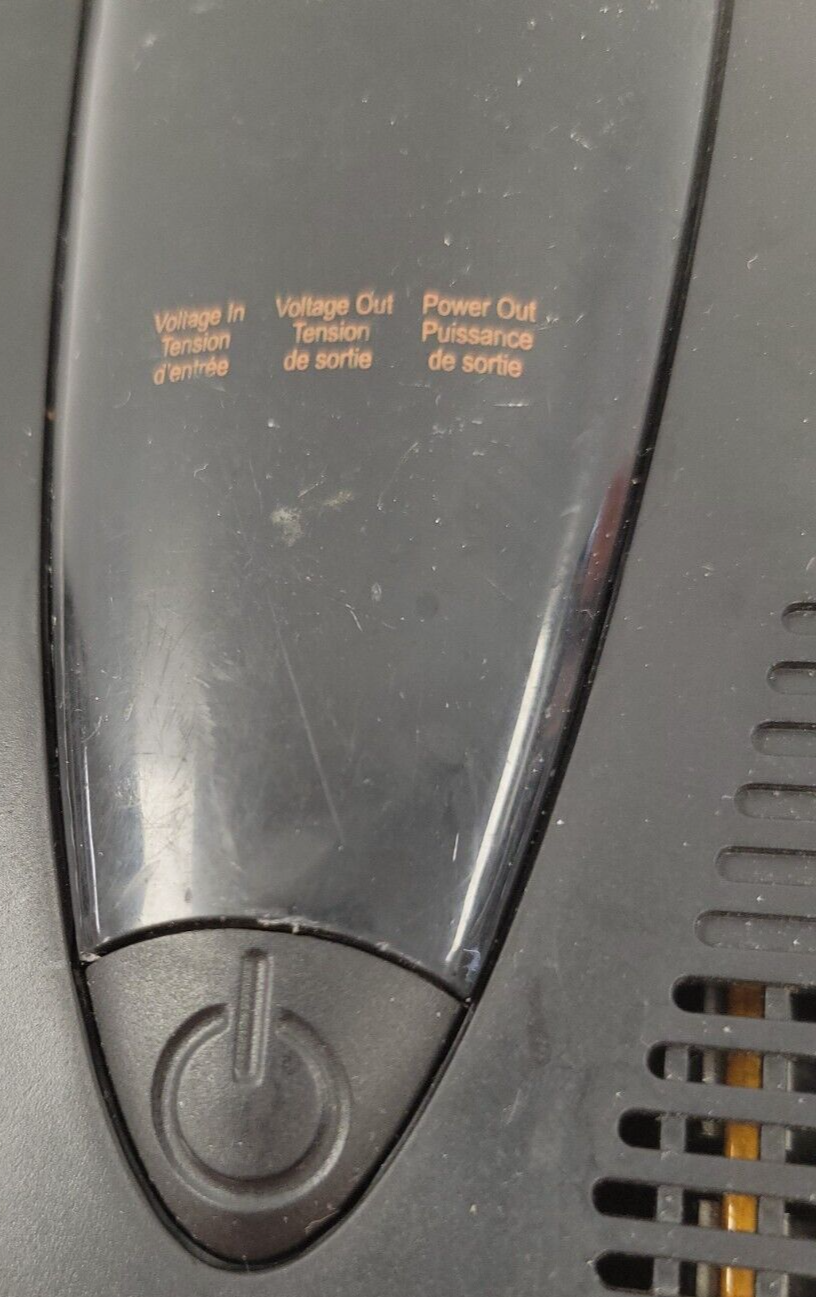 Voltage In
Tension
d'entrée
Voltage Out
Tension
de sortie
Power Out
Puissance
de sortie